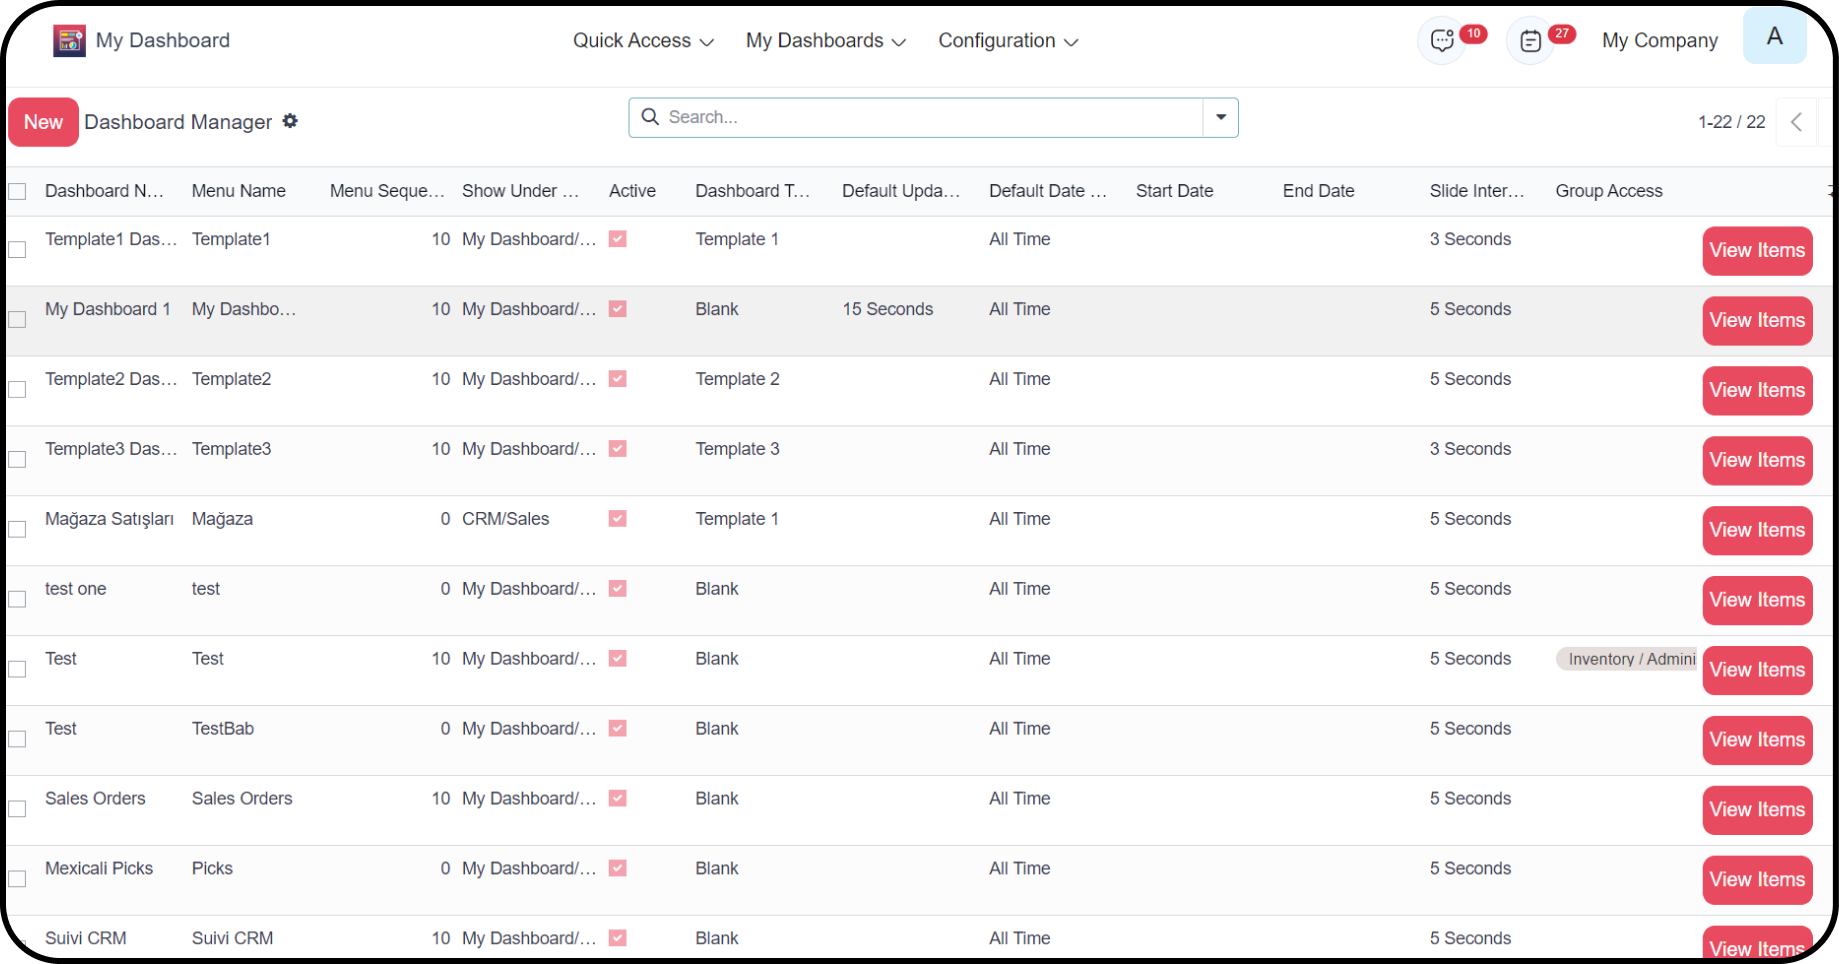 My Dashboard Quick Access My Dashboards Configuration 10 27 My Company A
New Dashboard Manager Search... 1-22 / 22
Dashboard N... Menu Name Menu Seque... Show Under ... Active Dashboard T... Default Upda... Default Date ... Start Date End Date Slide Inter... Group Access
Template1 Das... Template1 10 My Dashboard/... Template 1 All Time 3 Seconds View Items
My Dashboard 1 My Dashbo... 10 My Dashboard/... Blank 15 Seconds All Time 5 Seconds View Items
Template2 Das... Template2 10 My Dashboard/... Template 2 All Time 5 Seconds View Items
Template3 Das... Template3 10 My Dashboard/... Template 3 All Time 3 Seconds View Items
Mağaza Satışları Mağaza 0 CRM/Sales Template 1 All Time 5 Seconds View Items
test one test 0 My Dashboard/... Blank All Time 5 Seconds View Items
Test Test 10 My Dashboard/... Blank All Time 5 Seconds Inventory / Admini View Items
Test TestBab 0 My Dashboard/... Blank All Time 5 Seconds View Items
Sales Orders Sales Orders 10 My Dashboard/... Blank All Time 5 Seconds View Items
Mexicali Picks Picks 0 My Dashboard/... Blank All Time 5 Seconds View Items
Suivi CRM Suivi CRM 10 My Dashboard/... Blank All Time 5 Seconds View Items